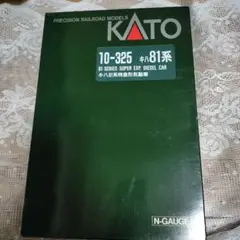 PRECISION RAILROAD MODELS
KATO
10-325 キハ81系
81 SERIES SUPER EXP. DIESEL CAR
N-GAUGE